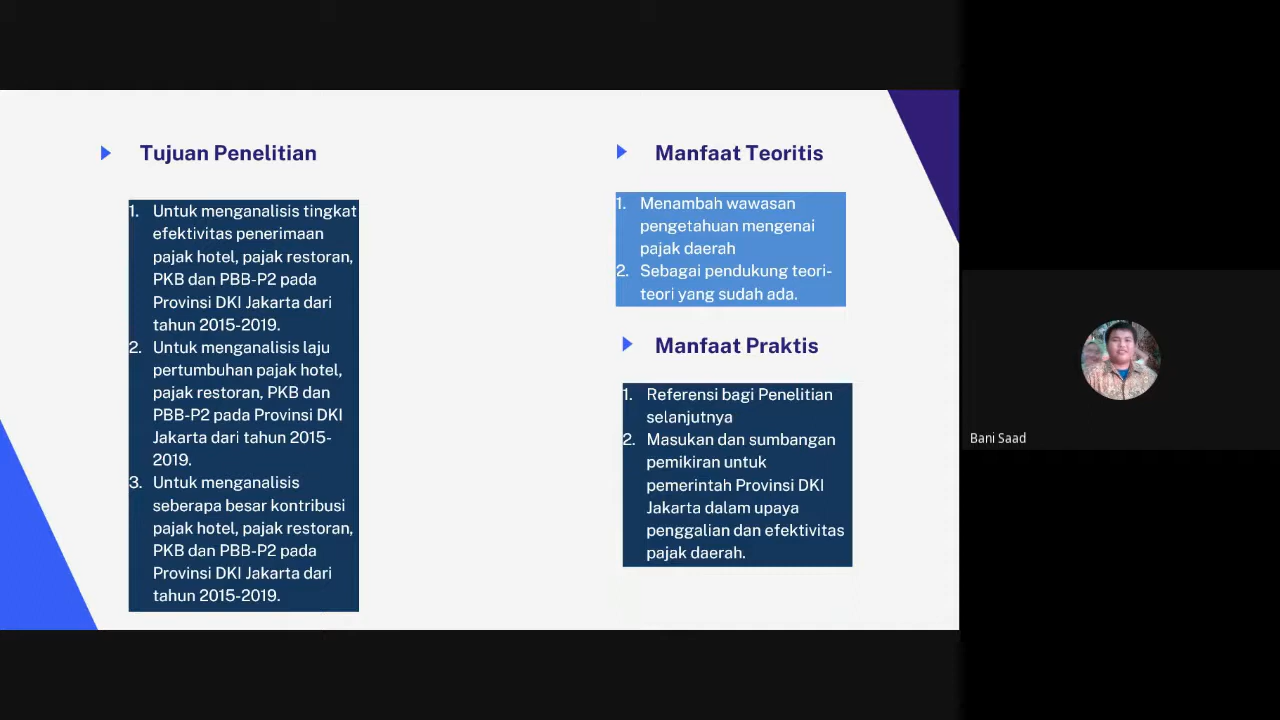 Tujuan Penelitian
1. Untuk menganalisis tingkat
efektivitas penerimaan
pajak hotel, pajak restoran,
PKB dan PBB-P2 pada
Provinsi DKI Jakarta dari
tahun 2015-2019.
2. Untuk menganalisis laju
pertumbuhan pajak hotel,
pajak restoran, PKB dan
PBB-P2 pada Provinsi DKI
Jakarta dari tahun 2015-
2019.
3. Untuk menganalisis
seberapa besar kontribusi
pajak hotel, pajak restoran,
PKB dan PBB-P2 pada
Provinsi DKI Jakarta dari
tahun 2015-2019.
Manfaat Teoritis
1. Menambah wawasan
pengetahuan mengenai
pajak daerah
2. Sebagai pendukung teori-
teori yang sudah ada.
Manfaat Praktis
1. Referensi bagi Penelitian
selanjutnya
2. Masukan dan sumbangan
pemikiran untuk
pemerintah Provinsi DKI
Jakarta dalam upaya
penggalian dan efektivitas
pajak daerah.
Bani Saad